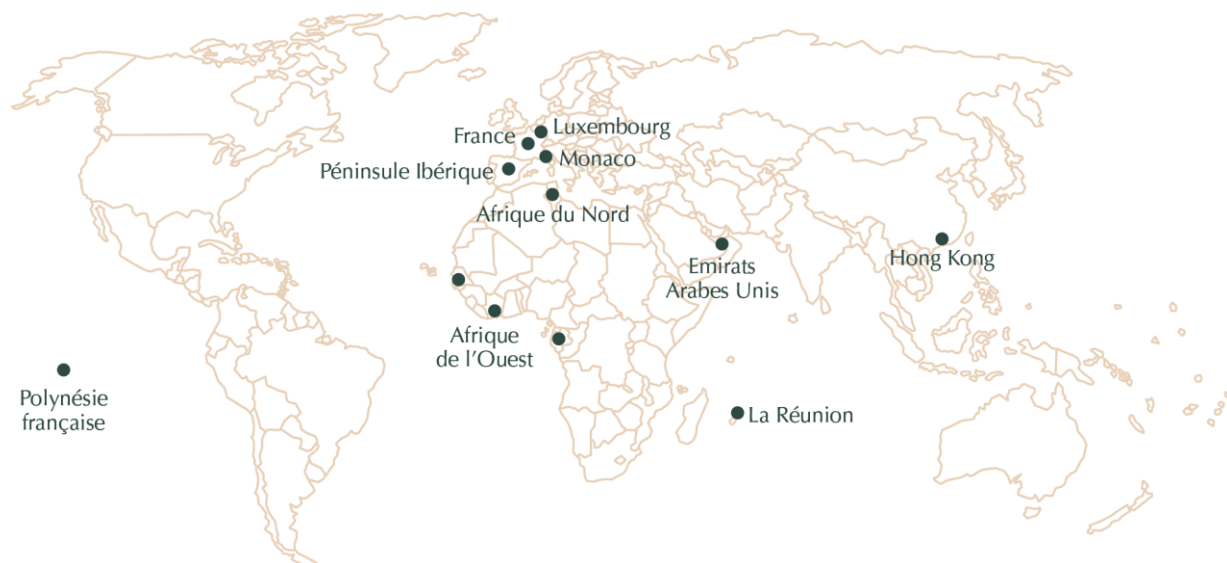 Luxembourg
France
Monaco
Péninsule Ibérique
Afrique du Nord
Hong Kong
Emirats
Arabes Unis
Afrique
de l’Ouest
Polynésie
française
La Réunion